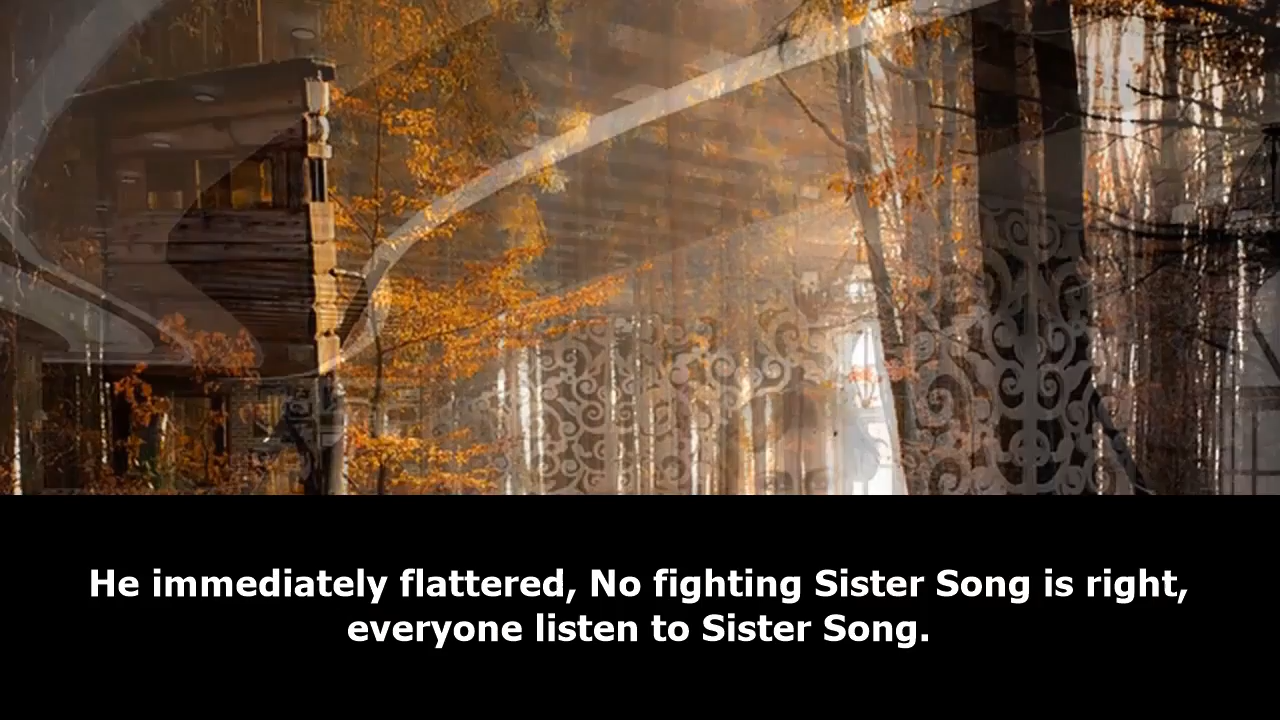 He immediately flattered, No fighting Sister Song is right,
everyone listen to Sister Song.